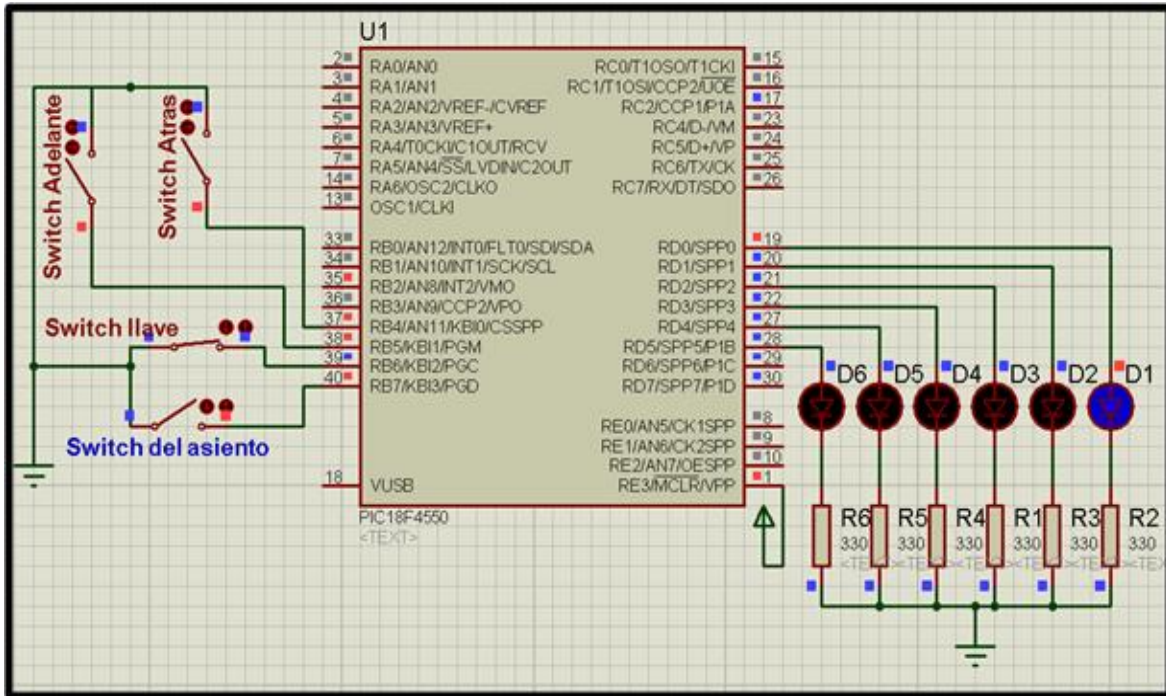 U1
2 RA0/AN0
3 RA1/AN1
4 RA2/AN2/VREF-/CVREF
5 RA3/AN3/VREF+
6 RA4/T0CKI/C1OUT/RCV
7 RA5/AN4/SS/LVDIN/C2OUT
14 RA6/OSC2/CLKO
13 OSC1/CLKI
33 RB0/AN12/INT0/FLT0/SDI/SDA
34 RB1/AN10/INT1/SCK/SCL
35 RB2/AN8/INT2/VMO
36 RB3/AN9/CCP2/VPO
37 RB4/AN11/KBI0/CSSPP
38 RB5/KBI1/PGM
39 RB6/KBI2/PGC
40 RB7/KBI3/PGD
18 VUSB
RC0/T1OSO/T1CKI 15
RC1/T1OSI/CCP2/UOE 16
RC2/CCP1/P1A 17
RC4/D-/VM 23
RC5/D+/VP 24
RC6/TX/CK 25
RC7/RX/DT/SDO 26
RD0/SPP0 19
RD1/SPP1 20
RD2/SPP2 21
RD3/SPP3 22
RD4/SPP4 27
RD5/SPP5/P1B 28
RD6/SPP6/P1C 29
RD7/SPP7/P1D 30
RE0/AN5/CK1SPP 8
RE1/AN6/CK2SPP 9
RE2/AN7/OESPP 10
RE3/MCLR/VPP 1
PIC18F4550
<TEXT>
Switch Adelante
Switch Atras
Switch llave
Switch del asiento
D6 D5 D4 D3 D2 D1
R6 R5 R4 R1 R3 R2
330 330 330 330 330 330